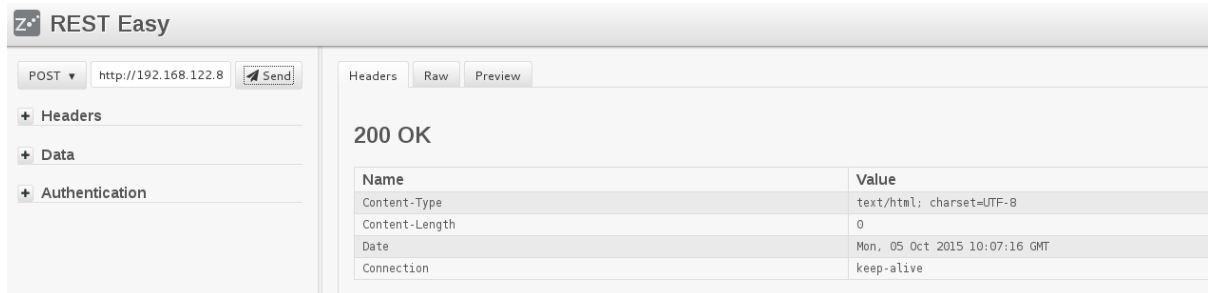 REST Easy
POST ▼ http://192.168.122.8 Send
+ Headers
+ Data
+ Authentication
Headers Raw Preview
200 OK
Name Value
Content-Type text/html; charset=UTF-8
Content-Length 0
Date Mon, 05 Oct 2015 10:07:16 GMT
Connection keep-alive